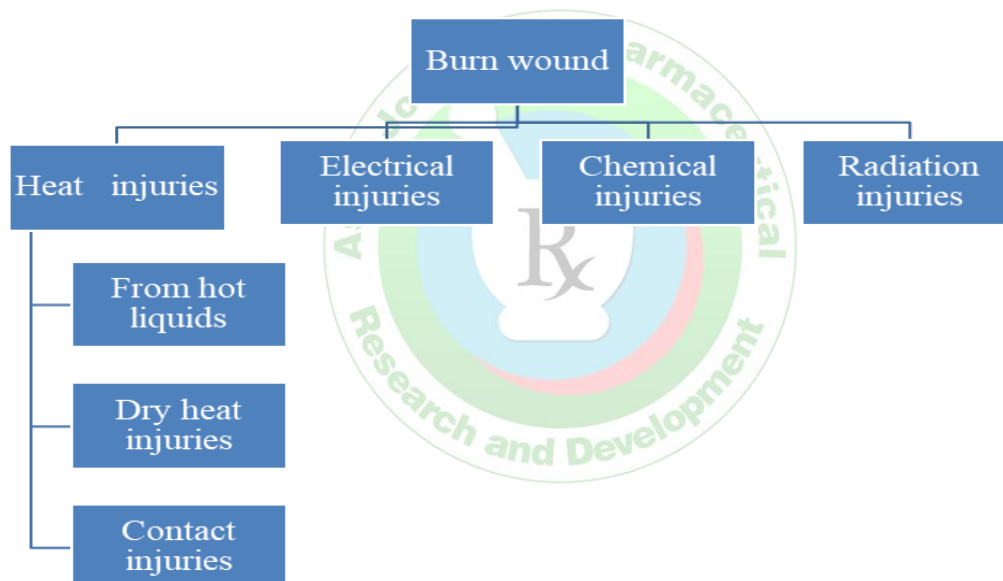 Burn wound
Heat injuries
Electrical
injuries
Chemical
injuries
Radiation
injuries
From hot
liquids
Dry heat
injuries
Contact
injuries
Rx
Research and Development